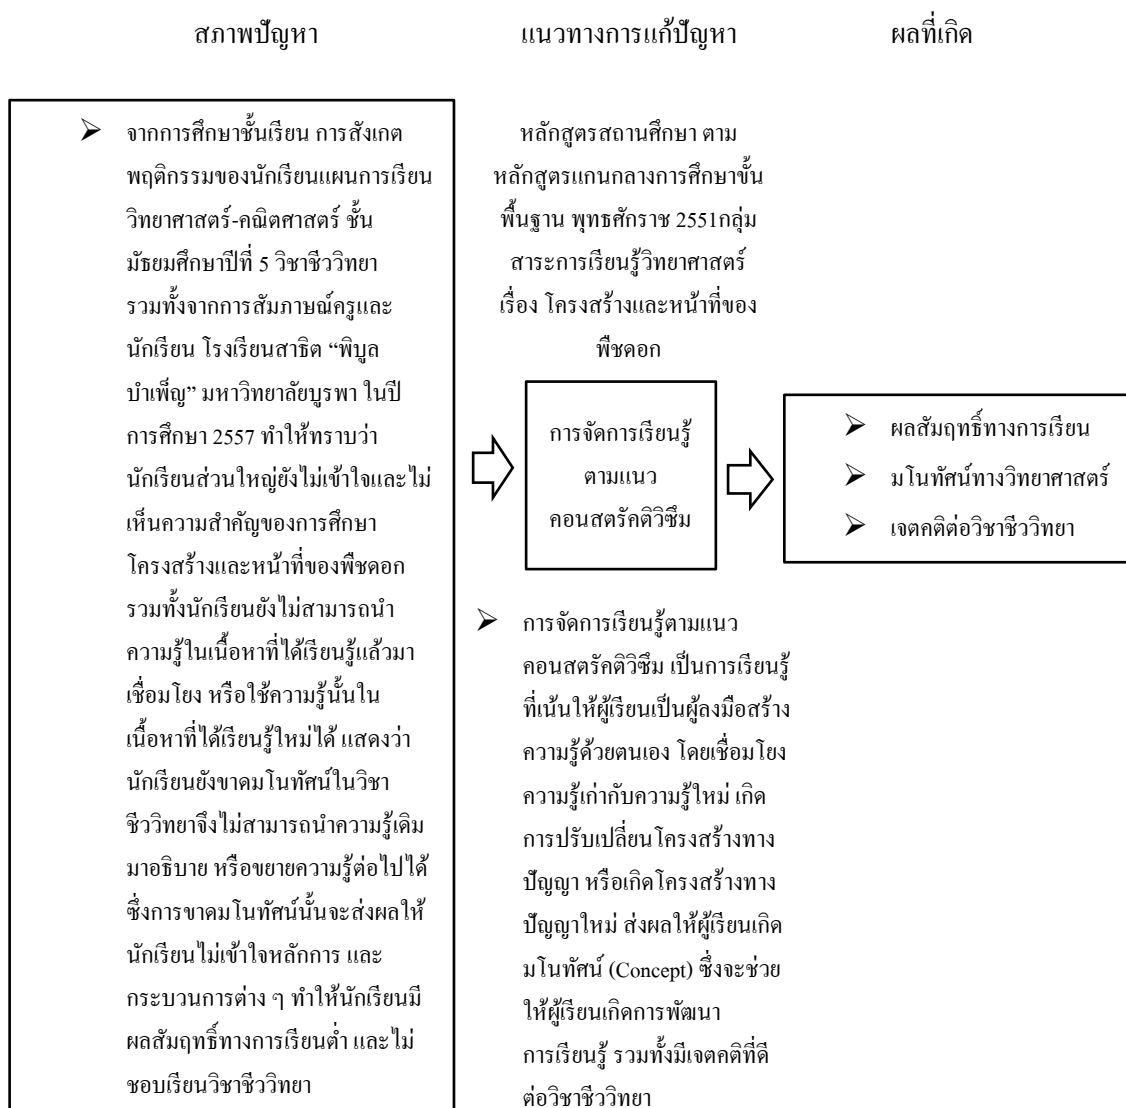 สภาพปัญหา
แนวทางการแก้ปัญหา
ผลที่เกิด
➢ จากการศึกษาชั้นเรียน การสังเกต
พฤติกรรมของนักเรียนแผนการเรียน
วิทยาศาสตร์-คณิตศาสตร์ ชั้น
มัธยมศึกษาปีที่ 5 วิชาชีววิทยา
รวมทั้งจากการสัมภาษณ์ครูและ
นักเรียน โรงเรียนสาธิต “พิบูล
บำเพ็ญ” มหาวิทยาลัยบูรพา ในปี
การศึกษา 2557 ทำให้ทราบว่า
นักเรียนส่วนใหญ่ยังไม่เข้าใจและไม่
เห็นความสำคัญของการศึกษา
โครงสร้างและหน้าที่ของพืชดอก
รวมทั้งนักเรียนยังไม่สามารถนำ
ความรู้ในเนื้อหาที่ได้เรียนรู้แล้วมา
เชื่อมโยง หรือใช้ความรู้นั้นใน
เนื้อหาที่ได้เรียนรู้ใหม่ได้ แสดงว่า
นักเรียนยังขาดมโนทัศน์ในวิชา
ชีววิทยาจึงไม่สามารถนำความรู้เดิม
มาอธิบาย หรือขยายความรู้ต่อไปได้
ซึ่งการขาดมโนทัศน์นั้นจะส่งผลให้
นักเรียนไม่เข้าใจหลักการ และ
กระบวนการต่าง ๆ ทำให้นักเรียนมี
ผลสัมฤทธิ์ทางการเรียนต่ำ และไม่
ชอบเรียนวิชาชีววิทยา
หลักสูตรสถานศึกษา ตาม
หลักสูตรแกนกลางการศึกษาขั้น
พื้นฐาน พุทธศักราช 2551กลุ่ม
สาระการเรียนรู้วิทยาศาสตร์
เรื่อง โครงสร้างและหน้าที่ของ
พืชดอก
การจัดการเรียนรู้
ตามแนว
คอนสตรัคติวิซึม
➢ การจัดการเรียนรู้ตามแนว
คอนสตรัคติวิซึม เป็นการเรียนรู้
ที่เน้นให้ผู้เรียนเป็นผู้ลงมือสร้าง
ความรู้ด้วยตนเอง โดยเชื่อมโยง
ความรู้เก่ากับความรู้ใหม่ เกิด
การปรับเปลี่ยนโครงสร้างทาง
ปัญญา หรือเกิดโครงสร้างทาง
ปัญญาใหม่ ส่งผลให้ผู้เรียนเกิด
มโนทัศน์ (Concept) ซึ่งจะช่วย
ให้ผู้เรียนเกิดการพัฒนา
การเรียนรู้ รวมทั้งมีเจตคติที่ดี
ต่อวิชาชีววิทยา
➢ ผลสัมฤทธิ์ทางการเรียน
➢ มโนทัศน์ทางวิทยาศาสตร์
➢ เจตคติต่อวิชาชีววิทยา